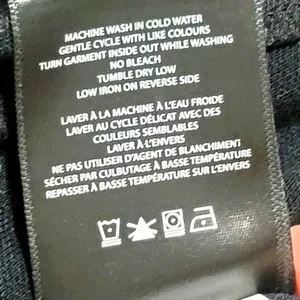 MACHINE WASH IN COLD WATER
GENTLE CYCLE WITH LIKE COLOURS
TURN GARMENT INSIDE OUT WHILE WASHING
NO BLEACH
TUMBLE DRY LOW
LOW IRON ON REVERSE SIDE
LAVER À LA MACHINE À L'EAU FROIDE
LAVER AU CYCLE DÉLICAT AVEC DES
COULEURS SEMBLABLES
LAVER À L'ENVERS
NE PAS UTILISER D'AGENT DE BLANCHIMENT
SÉCHER PAR CULBUTAGE À BASSE TEMPÉRATURE
REPASSER À BASSE TEMPÉRATURE SUR L'ENVERS